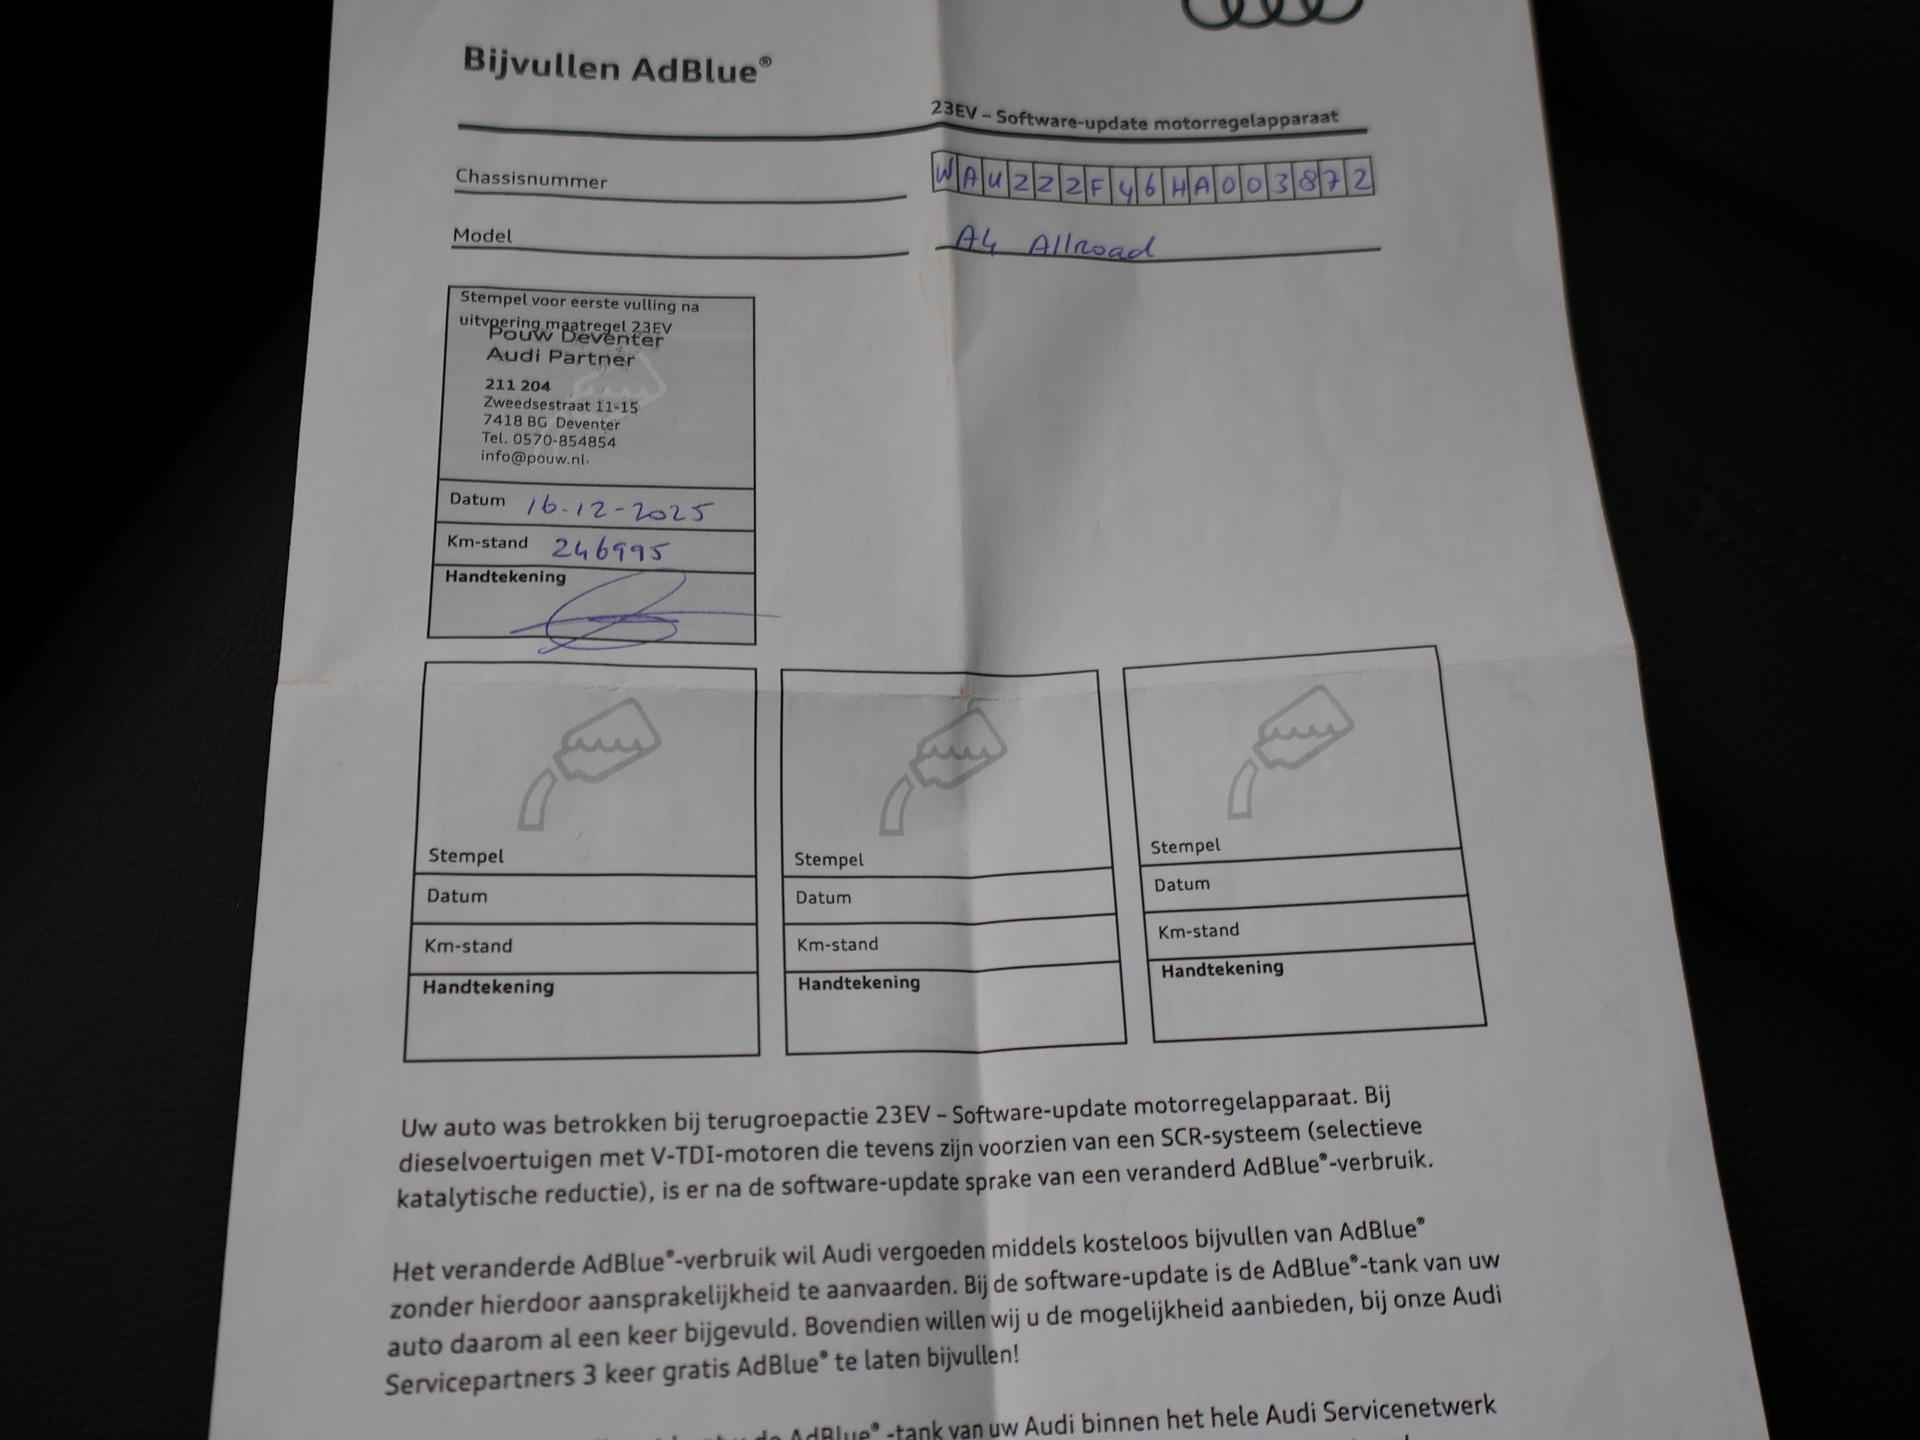 Bijvullen AdBlue®
23EV – Software-update motorregelapparaat
Chassisnummer WAUZZZF46HA003872
Model A4 Allroad
Stempel voor eerste vulling na
uitvoering maatregel 23EV
Pouw Deventer
Audi Partner
211 204
Zweedsestraat 11-15
7418 BG Deventer
Tel. 0570-854854
info@pouw.nl.
Datum 16-12-2025
Km-stand 246995
Handtekening
Stempel
Datum
Km-stand
Handtekening
Stempel
Datum
Km-stand
Handtekening
Stempel
Datum
Km-stand
Handtekening
Uw auto was betrokken bij terugroepactie 23EV – Software-update motorregelapparaat. Bij
dieselvoertuigen met V-TDI-motoren die tevens zijn voorzien van een SCR-systeem (selectieve
katalytische reductie), is er na de software-update sprake van een veranderd AdBlue®-verbruik.
Het veranderde AdBlue®-verbruik wil Audi vergoeden middels kosteloos bijvullen van AdBlue®
zonder hierdoor aansprakelijkheid te aanvaarden. Bij de software-update is de AdBlue®-tank van uw
auto daarom al een keer bijgevuld. Bovendien willen wij u de mogelijkheid aanbieden, bij onze Audi
Servicepartners 3 keer gratis AdBlue® te laten bijvullen!
de AdBlue® -tank van uw Audi binnen het hele Audi Servicenetwerk